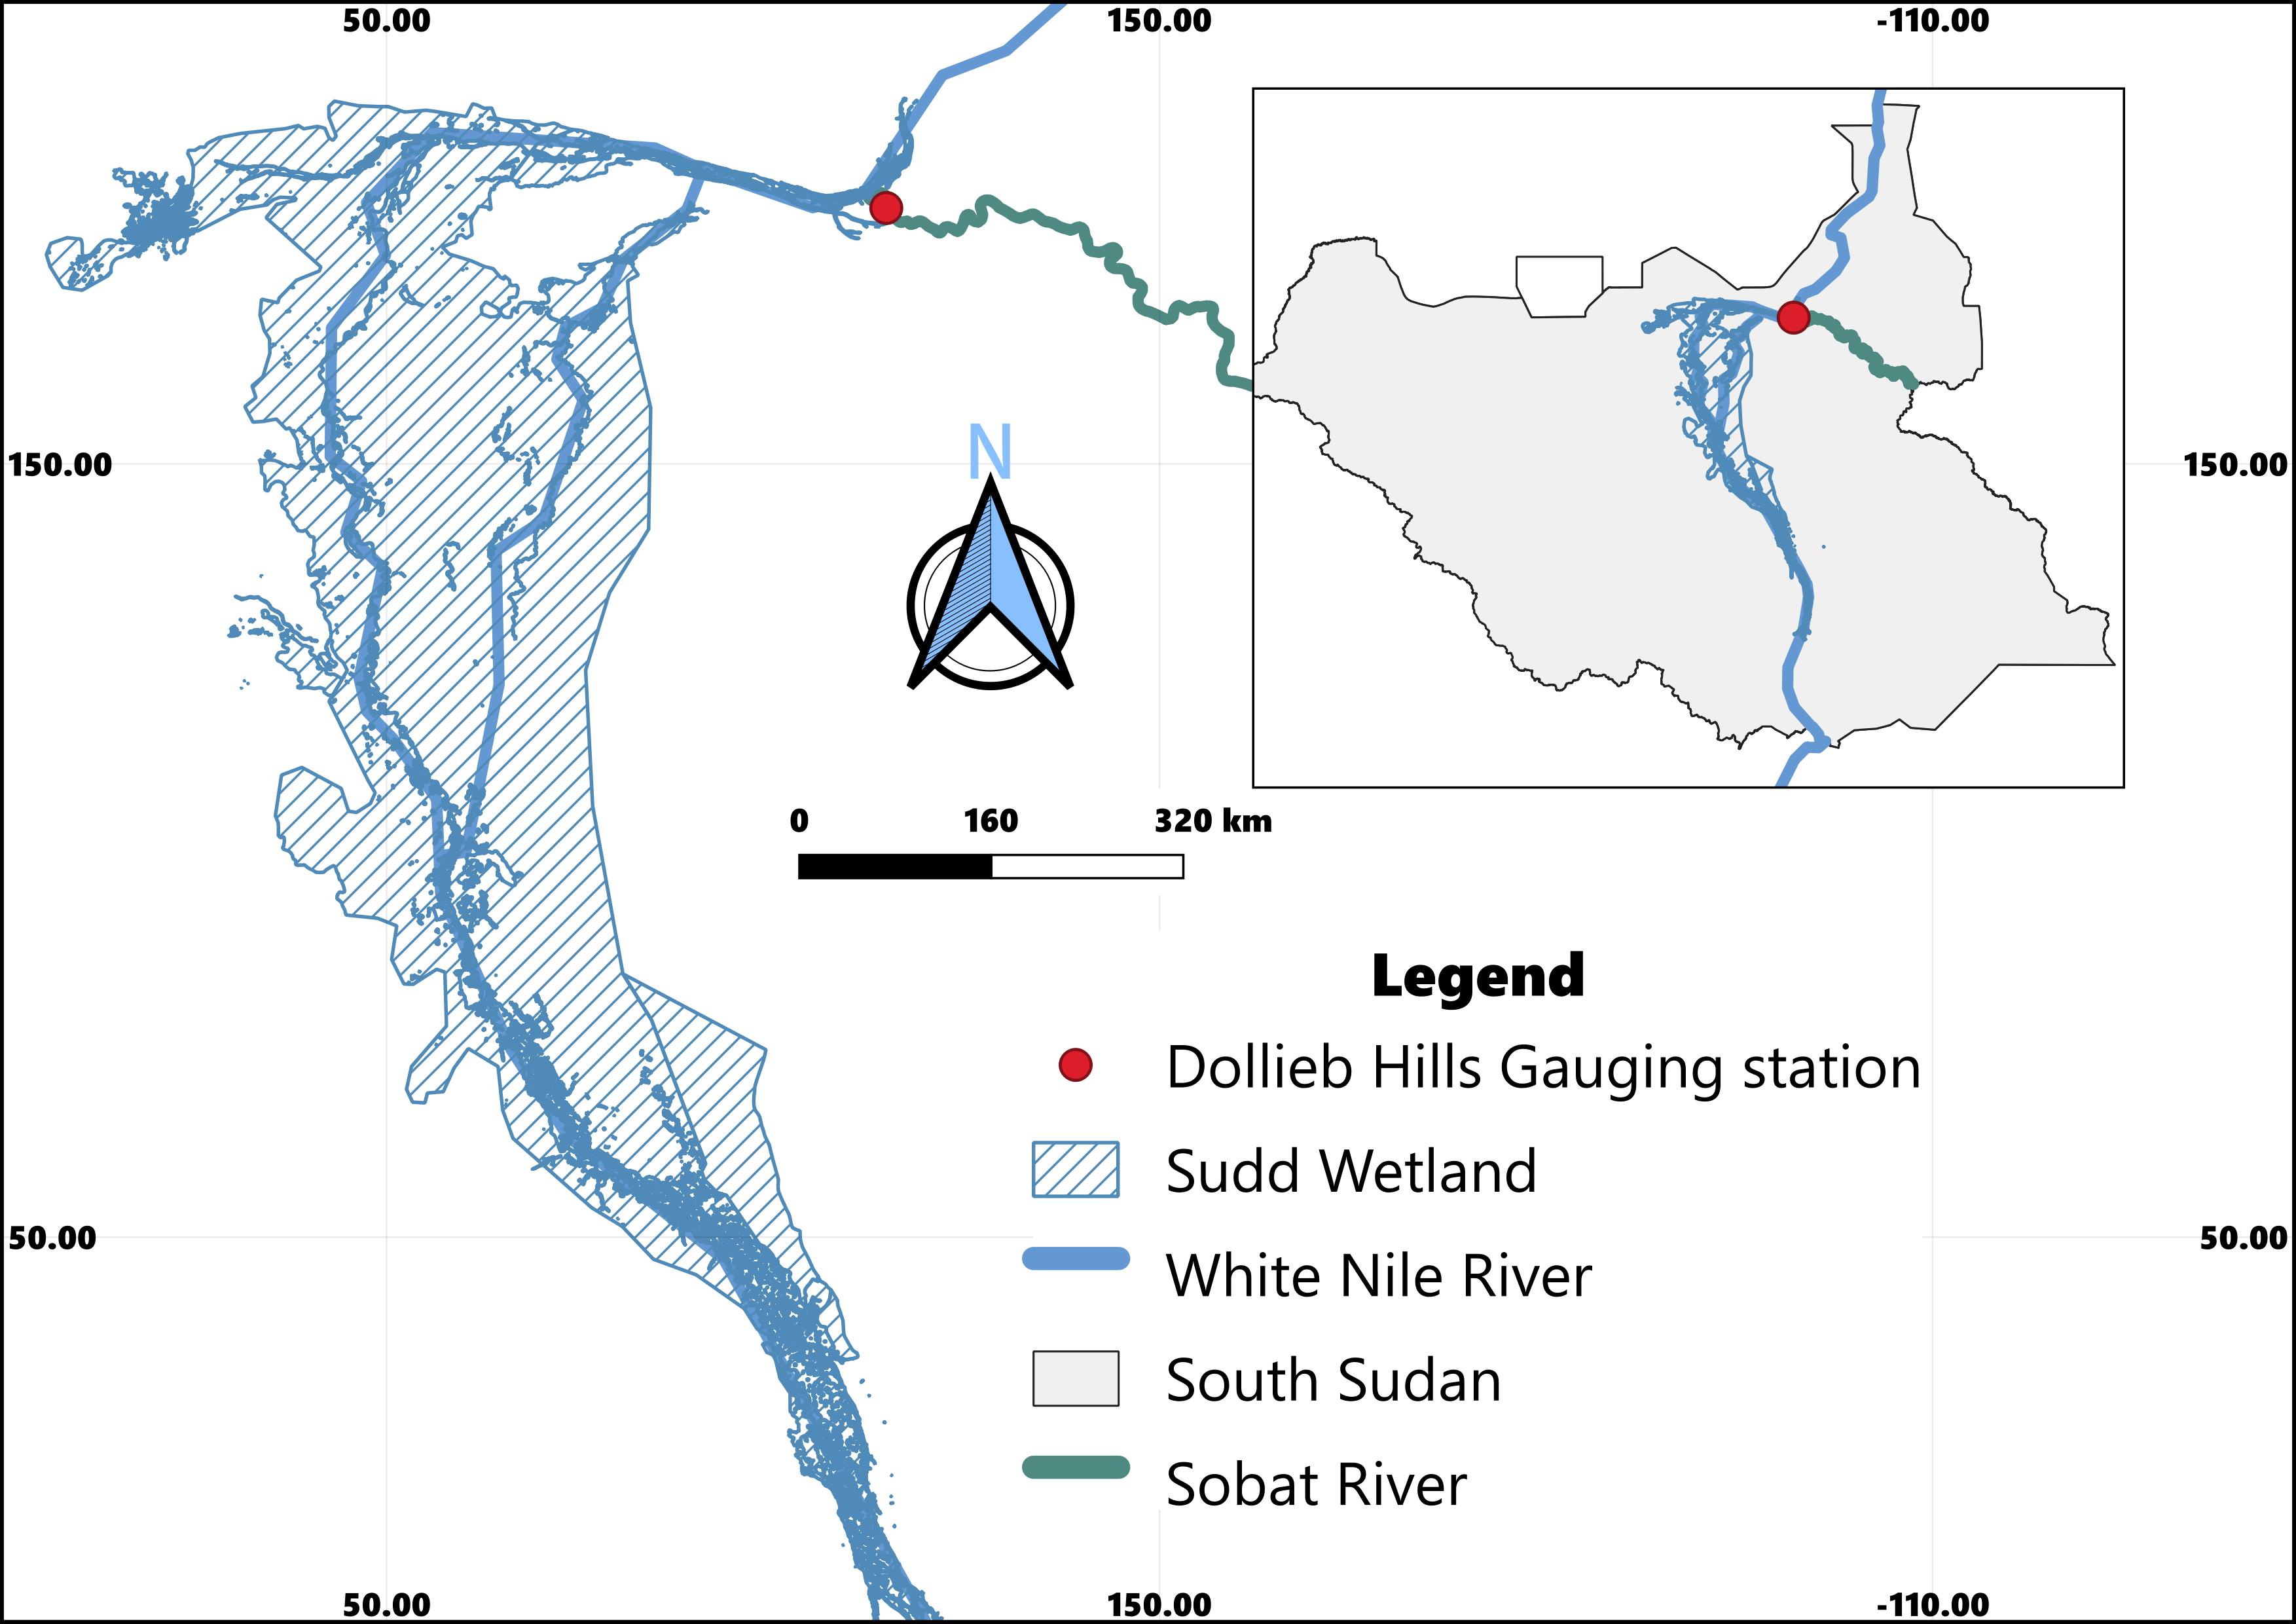 50.00 150.00 -110.00
N
150.00 150.00
0 160 320 km
Legend
Dollieb Hills Gauging station
Sudd Wetland
50.00 50.00
White Nile River
South Sudan
Sobat River
50.00 150.00 -110.00